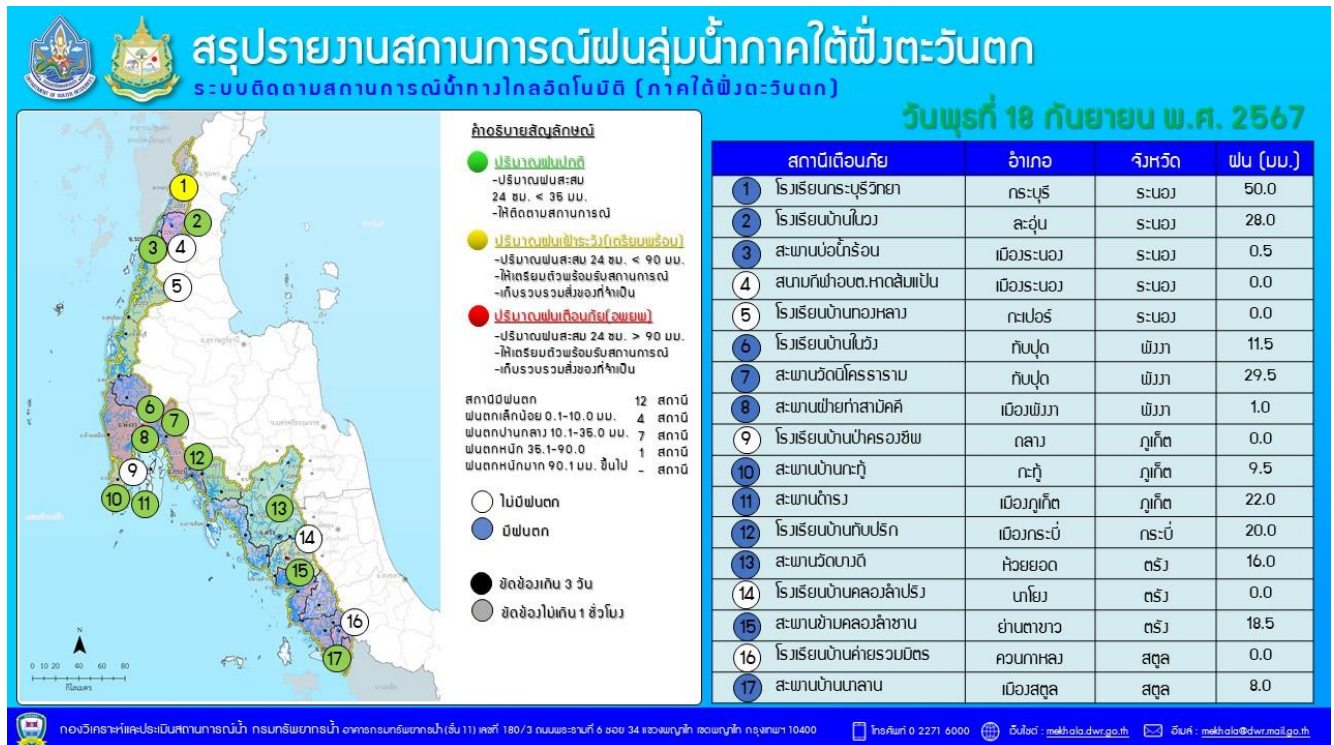 สรุปรายงานสถานการณ์ฝนลุ่มน้ำภาคใต้ฝั่งตะวันตก
ระบบติดตามสถานการณ์น้ำทางไกลอัตโนมัติ (ภาคใต้ฝั่งตะวันตก)
วันพุธที่ 18 กันยายน พ.ศ. 2567
คำอธิบายสัญลักษณ์
ปริมาณฝนปกติ
-ปริมาณฝนสะสม
24 ชม. < 35 มม.
-ให้ติดตามสถานการณ์
ปริมาณฝนเฝ้าระวัง(เตรียมพร้อม)
-ปริมาณฝนสะสม 24 ชม. < 90 มม.
-ให้เตรียมตัวพร้อมรับสถานการณ์
-เก็บรวบรวมสิ่งของที่จำเป็น
ปริมาณฝนเตือนภัย(อพยพ)
-ปริมาณฝนสะสม 24 ชม. > 90 มม.
-ให้เตรียมตัวพร้อมรับสถานการณ์
-เก็บรวบรวมสิ่งของที่จำเป็น
สถานีมีฝนตก 12 สถานี
ฝนตกเล็กน้อย 0.1-10.0 มม. 4 สถานี
ฝนตกปานกลาง 10.1-35.0 มม. 7 สถานี
ฝนตกหนัก 35.1-90.0 1 สถานี
ฝนตกหนักมาก 90.1 มม. ขึ้นไป - สถานี
ไม่มีฝนตก
มีฝนตก
ขัดข้องเกิน 3 วัน
ขัดข้องไม่เกิน 1 ชั่วโมง
1
2
3 4
5
6
7
8
12
9
10 11
13
14
15
16
17
N
0 10 20 40 60 80
กิโลเมตร
สถานีเตือนภัย อำเภอ จังหวัด ฝน (มม.)
1 โรงเรียนกระบุรีวิทยา กระบุรี ระนอง 50.0
2 โรงเรียนบ้านในวง ละอุ่น ระนอง 28.0
3 สะพานบ่อน้ำร้อน เมืองระนอง ระนอง 0.5
4 สนามกีฬาอบต.หาดส้มแป้น เมืองระนอง ระนอง 0.0
5 โรงเรียนบ้านทองหลาง กะเปอร์ ระนอง 0.0
6 โรงเรียนบ้านในวัง ทับปุด พังงา 11.5
7 สะพานวัดนิโครธาราม ทับปุด พังงา 29.5
8 สะพานฝ่ายท่าสามัคคี เมืองพังงา พังงา 1.0
9 โรงเรียนบ้านป่าครองชีพ ถลาง ภูเก็ต 0.0
10 สะพานบ้านกะทู้ กะทู้ ภูเก็ต 9.5
11 สะพานดำรง เมืองภูเก็ต ภูเก็ต 22.0
12 โรงเรียนบ้านทับปริก เมืองกระบี่ กระบี่ 20.0
13 สะพานวัดบางดี ห้วยยอด ตรัง 16.0
14 โรงเรียนบ้านคลองลำปริง นาโยง ตรัง 0.0
15 สะพานข้ามคลองลำชาน ย่านตาขาว ตรัง 18.5
16 โรงเรียนบ้านค่ายรวมมิตร ควนกาหลง สตูล 0.0
17 สะพานบ้านนาลาน เมืองสตูล สตูล 8.0
กองวิเคราะห์และประเมินสถานการณ์น้ำ กรมทรัพยากรน้ำ อาคารกรมทรัพยากรน้ำ (ชั้น 11) เลขที่ 180/3 ถนนพระรามที่ 6 ซอย 34 แขวงพญาไท เขตพญาไท กรุงเทพฯ 10400 โทรศัพท์ 0 2271 6000 เว็บไซต์ : mekhala.dwr.go.th อีเมล์ : mekhala@dwr.mail.go.th